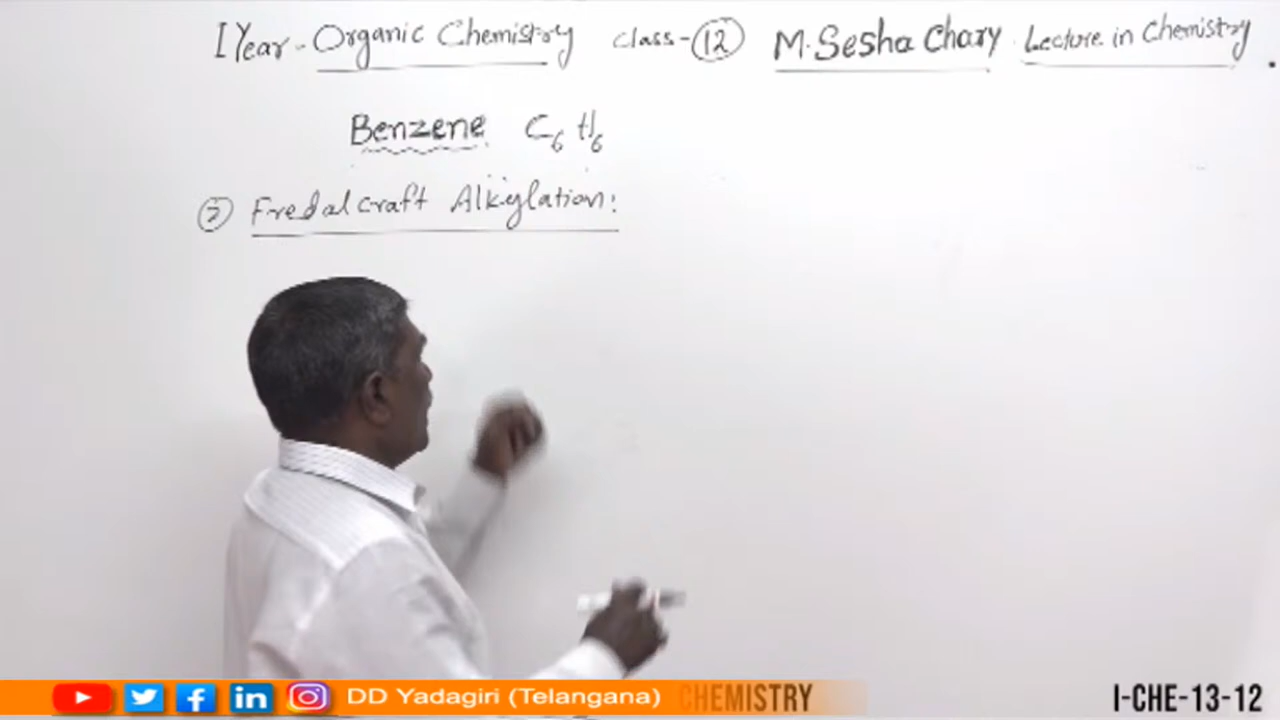 I Year - Organic Chemistry class - 12 M. Sesha Chary Lecture in Chemistry.
Benzene C6 H6
3 Fredal craft Alkylation:
DD Yadagiri (Telangana) CHEMISTRY I-CHE-13-12